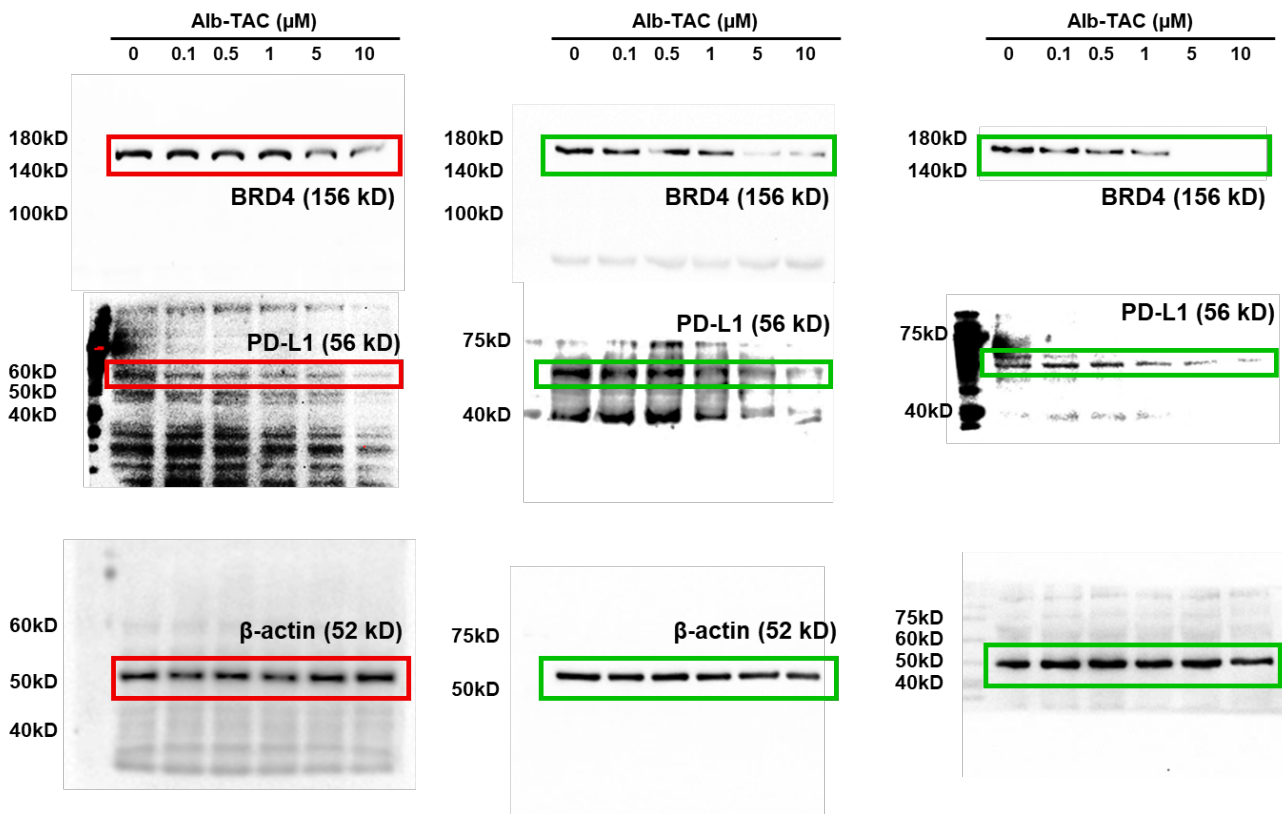 Alb-TAC (µM)
0 0.1 0.5 1 5 10
180kD
140kD
100kD
BRD4 (156 kD)
PD-L1 (56 kD)
60kD
50kD
40kD
60kD
50kD
40kD
β-actin (52 kD)
Alb-TAC (µM)
0 0.1 0.5 1 5 10
180kD
140kD
100kD
BRD4 (156 kD)
75kD
PD-L1 (56 kD)
40kD
75kD
β-actin (52 kD)
50kD
Alb-TAC (µM)
0 0.1 0.5 1 5 10
180kD
140kD
BRD4 (156 kD)
PD-L1 (56 kD)
75kD
40kD
75kD
60kD
50kD
40kD